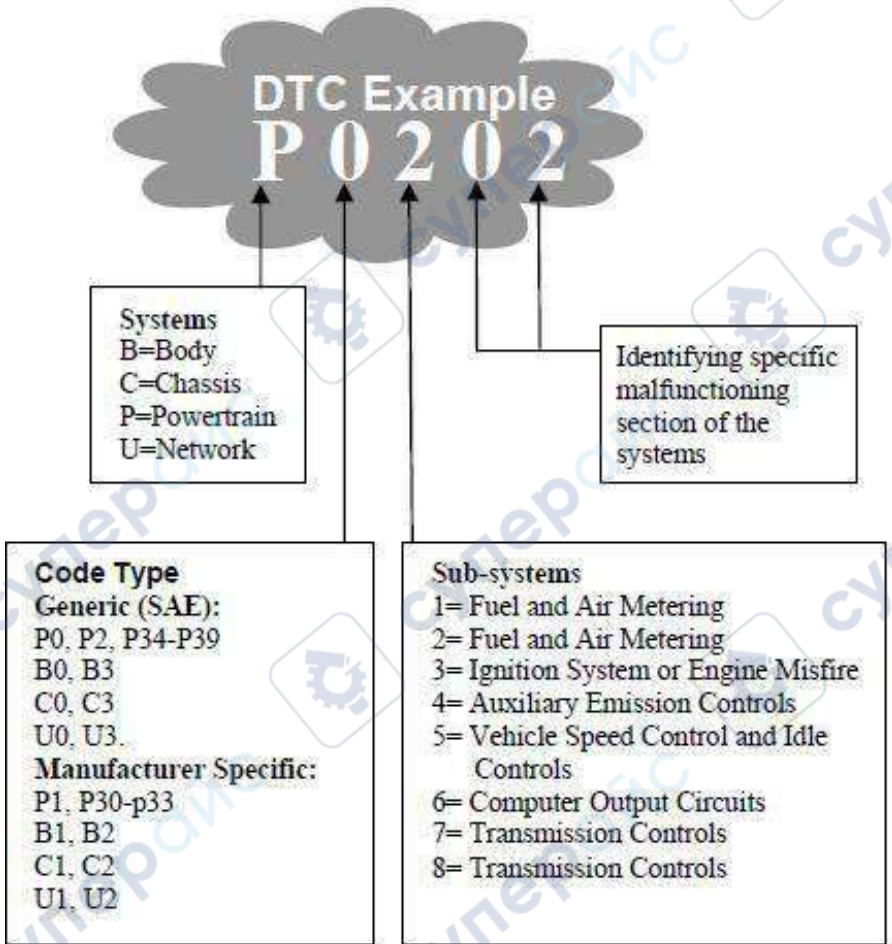 DTC Example
P 0 2 0 2
Systems
B=Body
C=Chassis
P=Powertrain
U=Network
Identifying specific
malfunctioning
section of the
systems
Code Type
Generic (SAE):
P0, P2, P34-P39
B0, B3
C0, C3
U0, U3.
Manufacturer Specific:
P1, P30-p33
B1, B2
C1, C2
U1, U2
Sub-systems
1= Fuel and Air Metering
2= Fuel and Air Metering
3= Ignition System or Engine Misfire
4= Auxiliary Emission Controls
5= Vehicle Speed Control and Idle
Controls
6= Computer Output Circuits
7= Transmission Controls
8= Transmission Controls
суперайс